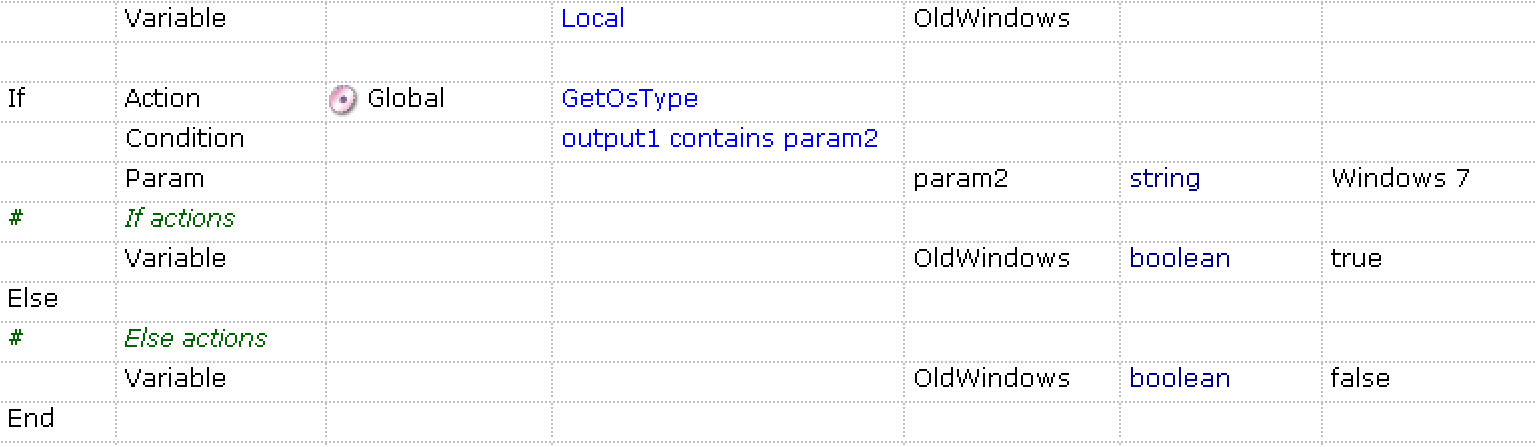 Variable Local OldWindows
If Action Global GetOsType
Condition output1 contains param2
Param param2 string Windows 7
# If actions
Variable OldWindows boolean true
Else
# Else actions
Variable OldWindows boolean false
End